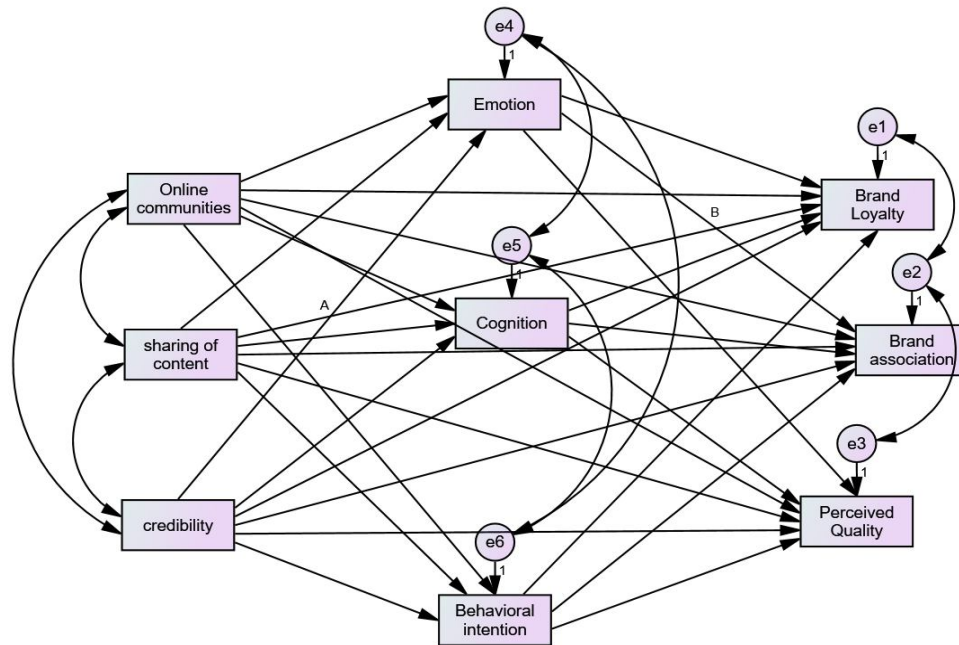 e4
1
Emotion
e1
1
Online
communities
Brand
Loyalty
B
e5
1
e2
1
A
Cognition
sharing of
content
Brand
association
e3
1
credibility
Perceived
Quality
e6
1
Behavioral
intention